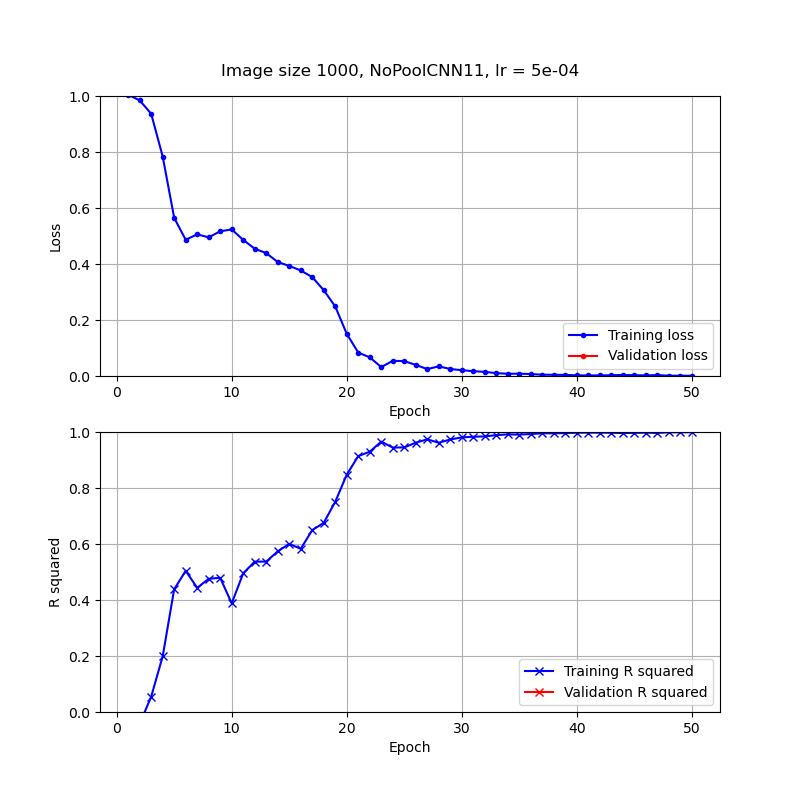 Image size 1000, NoPoolCNN11, lr = 5e-04
1.0
0.8
0.6
0.4
0.2
0.0
Loss
Training loss
Validation loss
0 10 20 30 40 50
Epoch
1.0
0.8
0.6
0.4
0.2
0.0
R squared
Training R squared
Validation R squared
0 10 20 30 40 50
Epoch